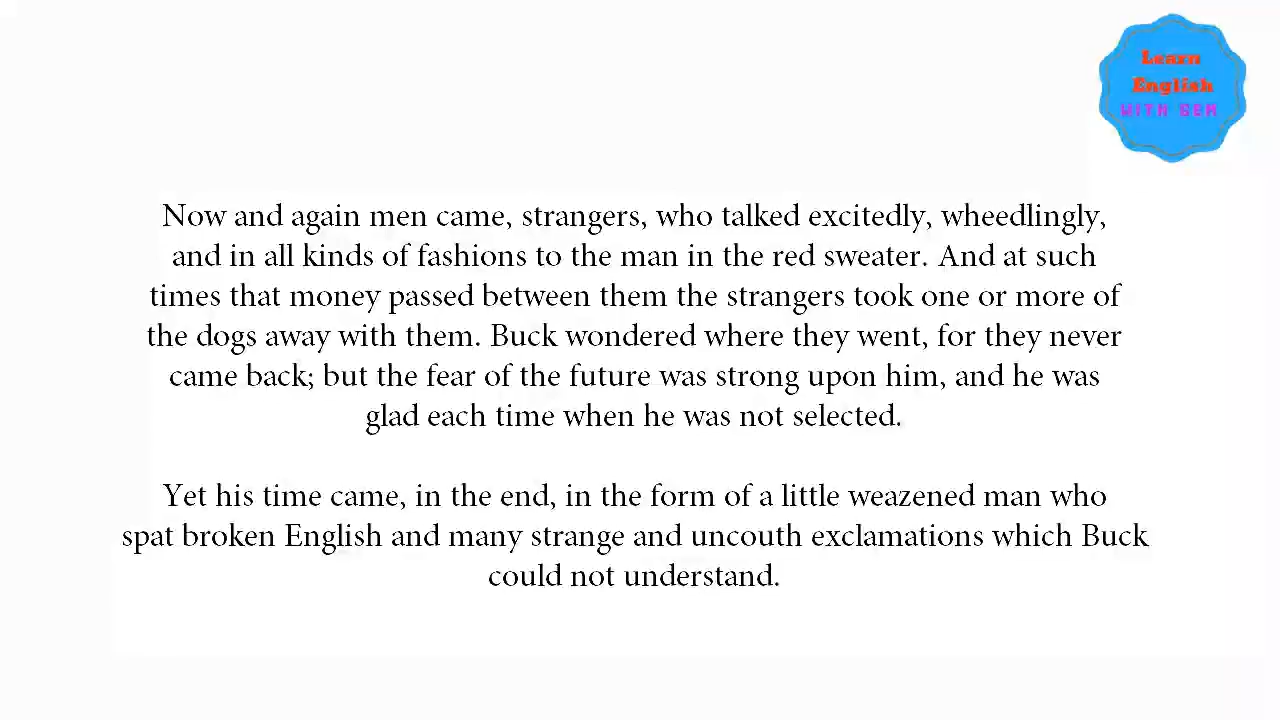 Learn
English
WITH
Now and again men came, strangers, who talked excitedly, wheedlingly,
and in all kinds of fashions to the man in the red sweater. And at such
times that money passed between them the strangers took one or more of
the dogs away with them. Buck wondered where they went, for they never
came back; but the fear of the future was strong upon him, and he was
glad each time when he was not selected.
Yet his time came, in the end, in the form of a little weazened man who
spat broken English and many strange and uncouth exclamations which Buck
could not understand.